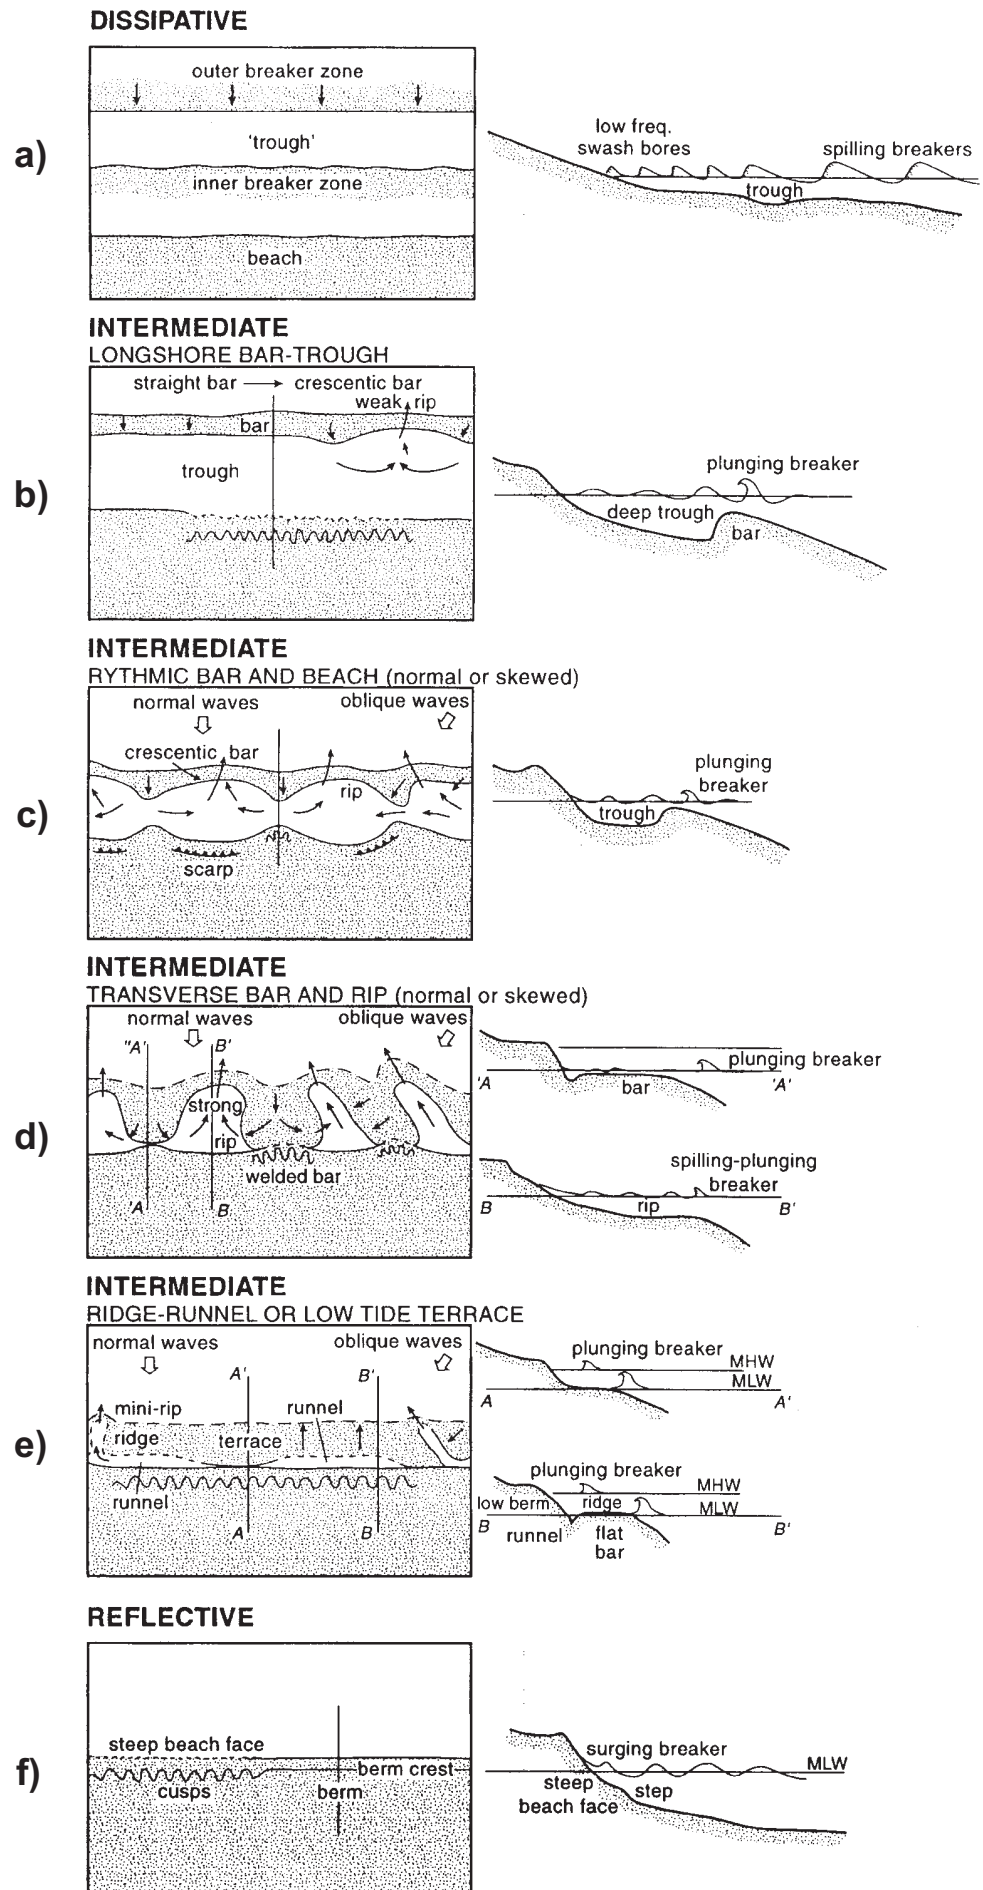 DISSIPATIVE
a)
outer breaker zone
'trough'
inner breaker zone
beach
low freq.
swash bores
spilling breakers
trough
INTERMEDIATE
LONGSHORE BAR-TROUGH
b)
straight bar → crescentic bar
weak rip
bar
trough
plunging breaker
deep trough
bar
INTERMEDIATE
RYTHMIC BAR AND BEACH (normal or skewed)
c)
normal waves
oblique waves
crescentic bar
rip
scarp
plunging
breaker
trough
INTERMEDIATE
TRANSVERSE BAR AND RIP (normal or skewed)
d)
normal waves
oblique waves
"A'
B'
strong
rip
welded bar
'A
B
plunging breaker
'A
bar
'A'
spilling-plunging
breaker
B
rip
B'
INTERMEDIATE
RIDGE-RUNNEL OR LOW TIDE TERRACE
e)
normal waves
oblique waves
A'
B'
mini-rip
runnel
ridge
terrace
runnel
A
B
plunging breaker
MHW
MLW
A
A'
plunging breaker
MHW
low berm
ridge
MLW
B
runnel
flat
bar
B'
REFLECTIVE
f)
steep beach face
berm crest
cusps
berm
surging breaker
MLW
steep
beach face
step